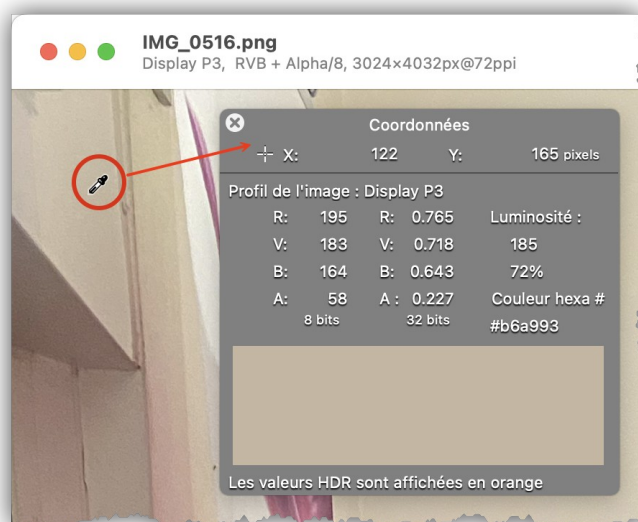 IMG_0516.png
Display P3, RVB + Alpha/8, 3024×4032px@72ppi
Coordonnées
X: 122 Y: 165 pixels
Profil de l'image : Display P3
R: 195 R: 0.765 Luminosité :
V: 183 V: 0.718 185
B: 164 B: 0.643 72%
A: 58 A : 0.227 Couleur hexa #
8 bits 32 bits #b6a993
Les valeurs HDR sont affichées en orange